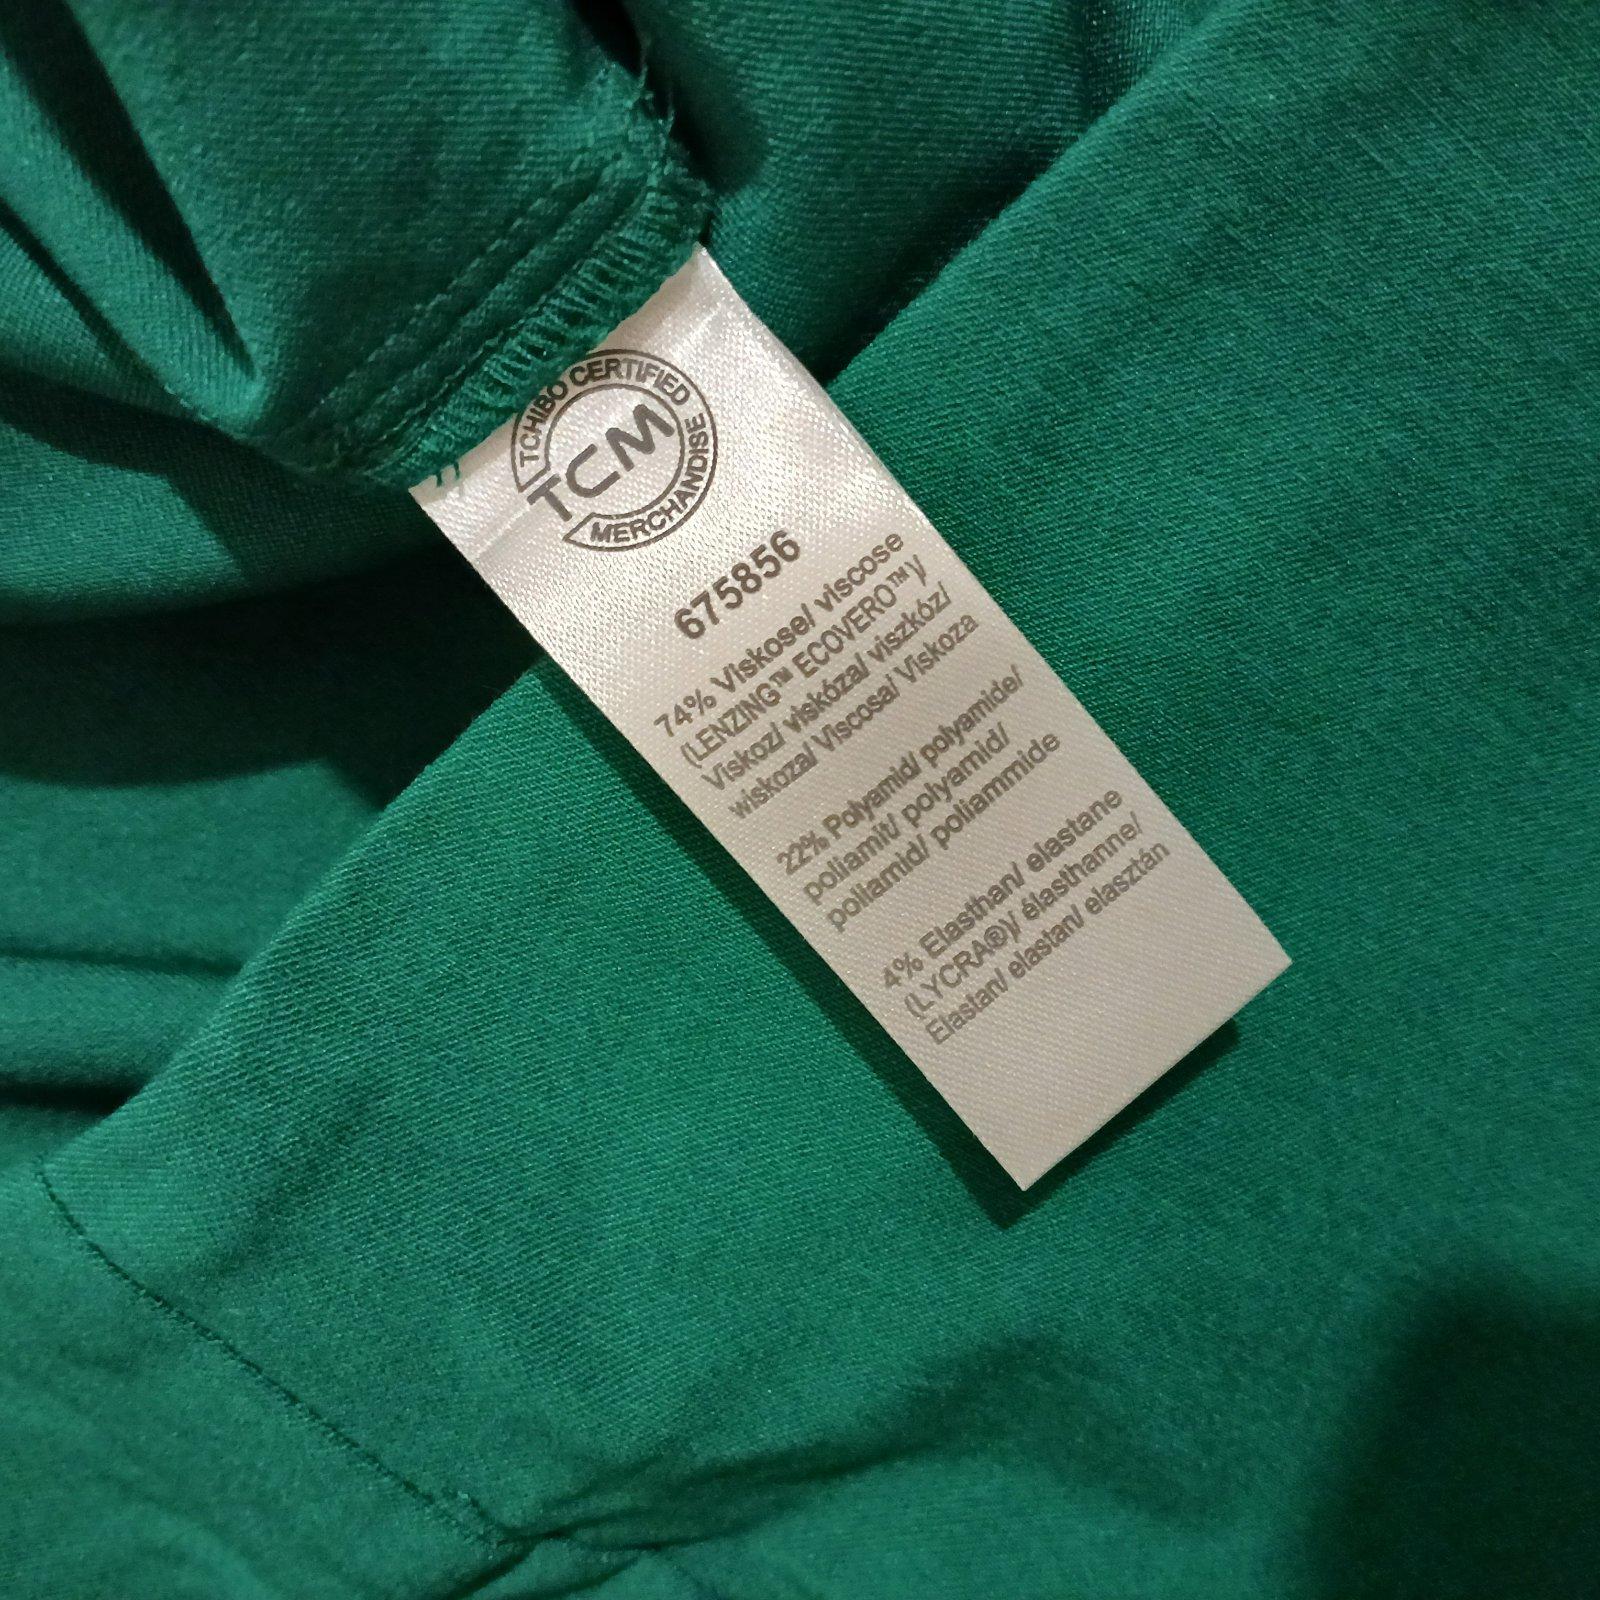 TCHIBO CERTIFIED
TCM
MERCHANDISE
675856
74% Viskose/ viscose
(LENZING™ ECOVERO™)/
Viskoz/ viskóza/ viszkóz/
wiskoza/ Viscosa/ Viskoza
22% Polyamid/ polyamide/
poliamit/ polyamid/
poliamid/ poliammide
4% Elasthan/ elastane
(LYCRA®)/ élasthanne/
Elastan/ elastan/ elasztán